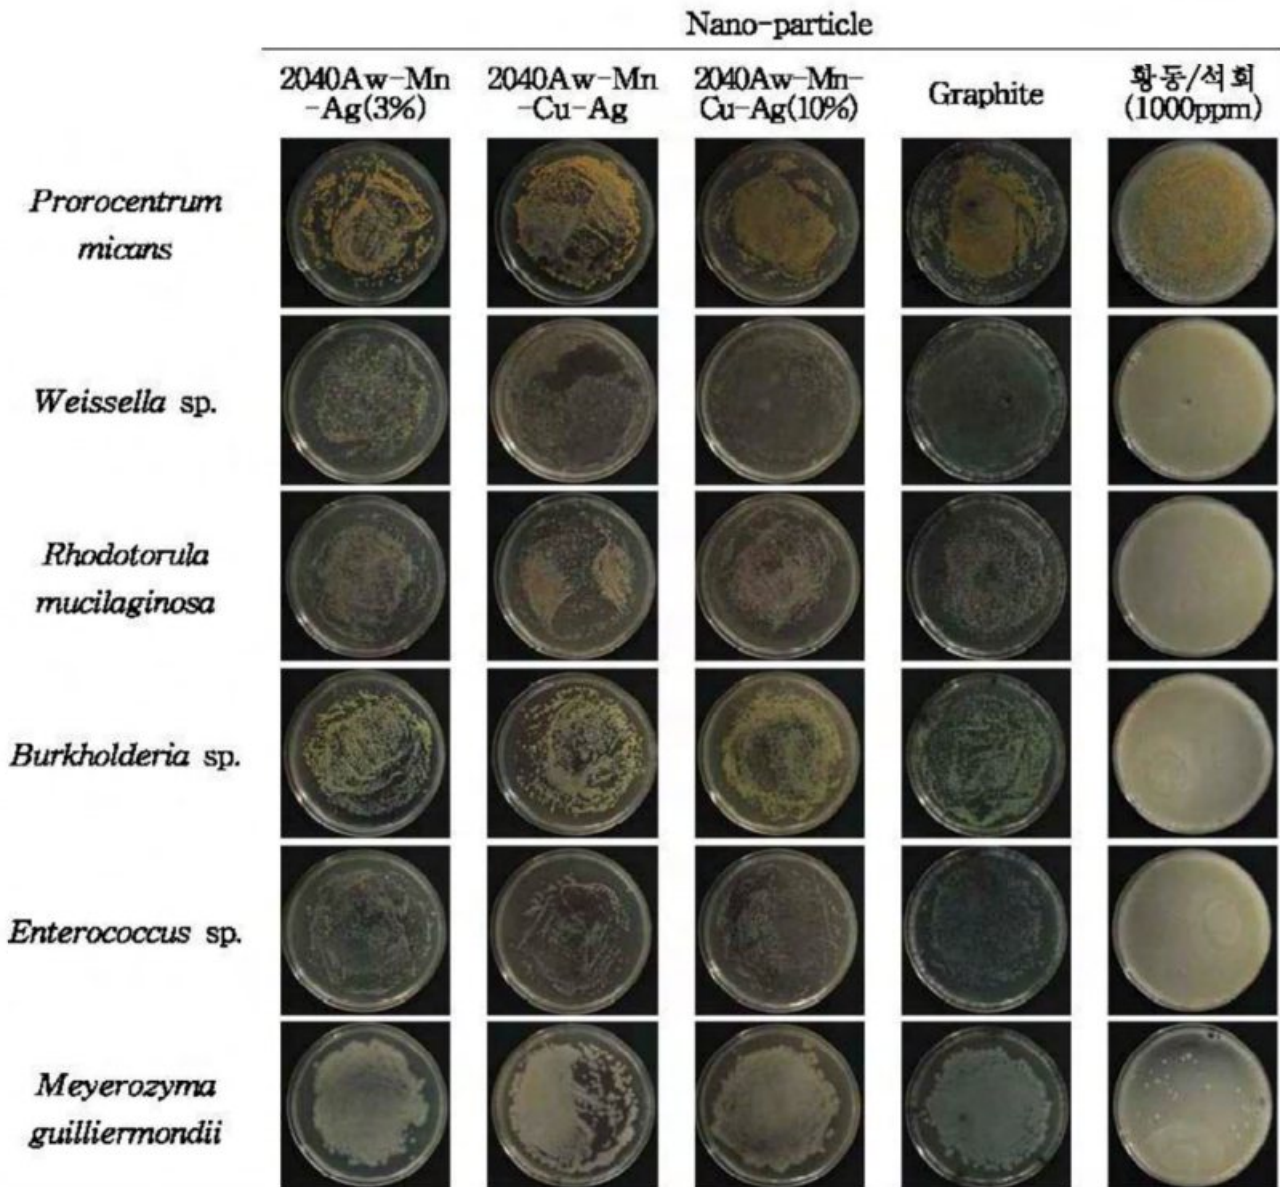 Nano-particle
2040Aw-Mn
-Ag(3%)
2040Aw-Mn
-Cu-Ag
2040Aw-Mn-
Cu-Ag(10%)
Graphite
황동/석회
(1000ppm)
Prorocentrum
micans
Weissella sp.
Rhodotorula
mucilaginosa
Burkholderia sp.
Enterococcus sp.
Meyerozyma
guilliermondii